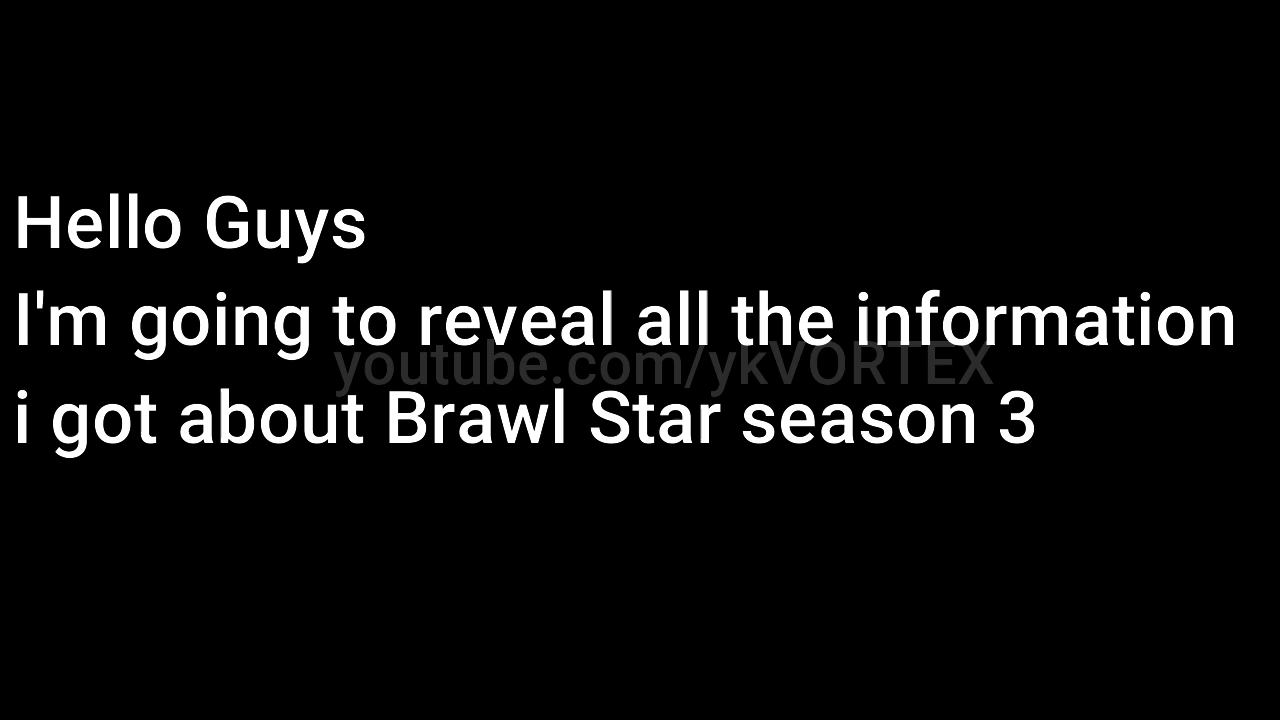 Hello Guys
I'm going to reveal all the information
youtube.com/ykVORTEX
i got about Brawl Star season 3